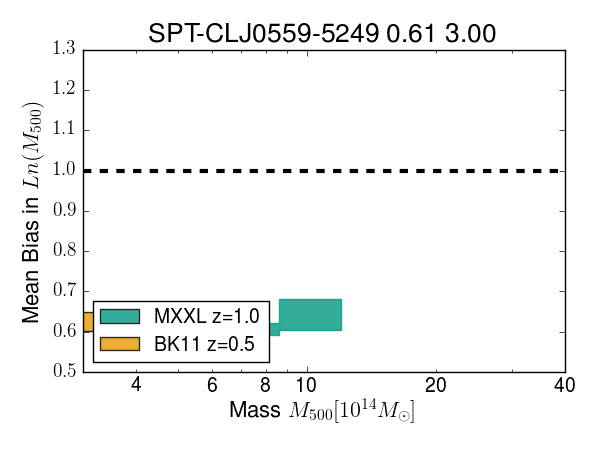 SPT-CLJ0559-5249 0.61 3.00
1.3
1.2
1.1
1.0
0.9
0.8
0.7
0.6
0.5
Mean Bias in Ln(M500)
MXXL z=1.0
BK11 z=0.5
4 6 8 10 20 40
Mass M500[10^14 M⊙]